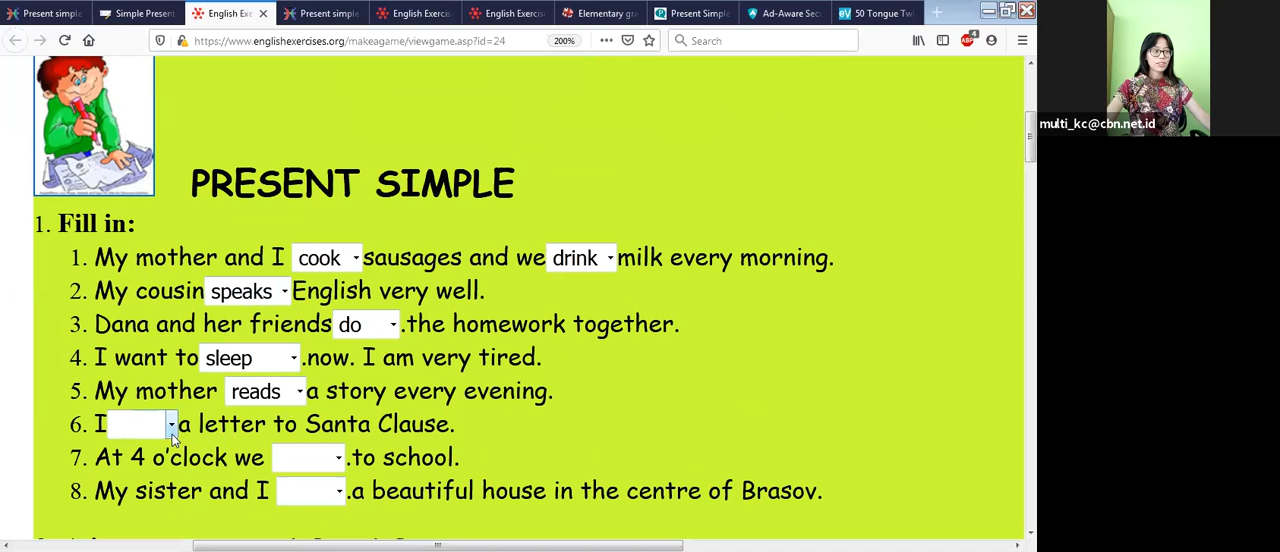 Present simple
Simple Present
English Exe
Present simple
English Exerci
English Exerci
Elementary gra
Present Simple
Ad-Aware Sec
50 Tongue Tw
https://www.englishexercises.org/makeagame/viewgame.asp?id=24
200%
Search
ABP
4
multi_kc@cbn.net.id
PRESENT SIMPLE
1. Fill in:
1. My mother and I cook sausages and we drink milk every morning.
2. My cousin speaks English very well.
3. Dana and her friends do .the homework together.
4. I want to sleep .now. I am very tired.
5. My mother reads a story every evening.
6. I a letter to Santa Clause.
7. At 4 o'clock we .to school.
8. My sister and I .a beautiful house in the centre of Brasov.